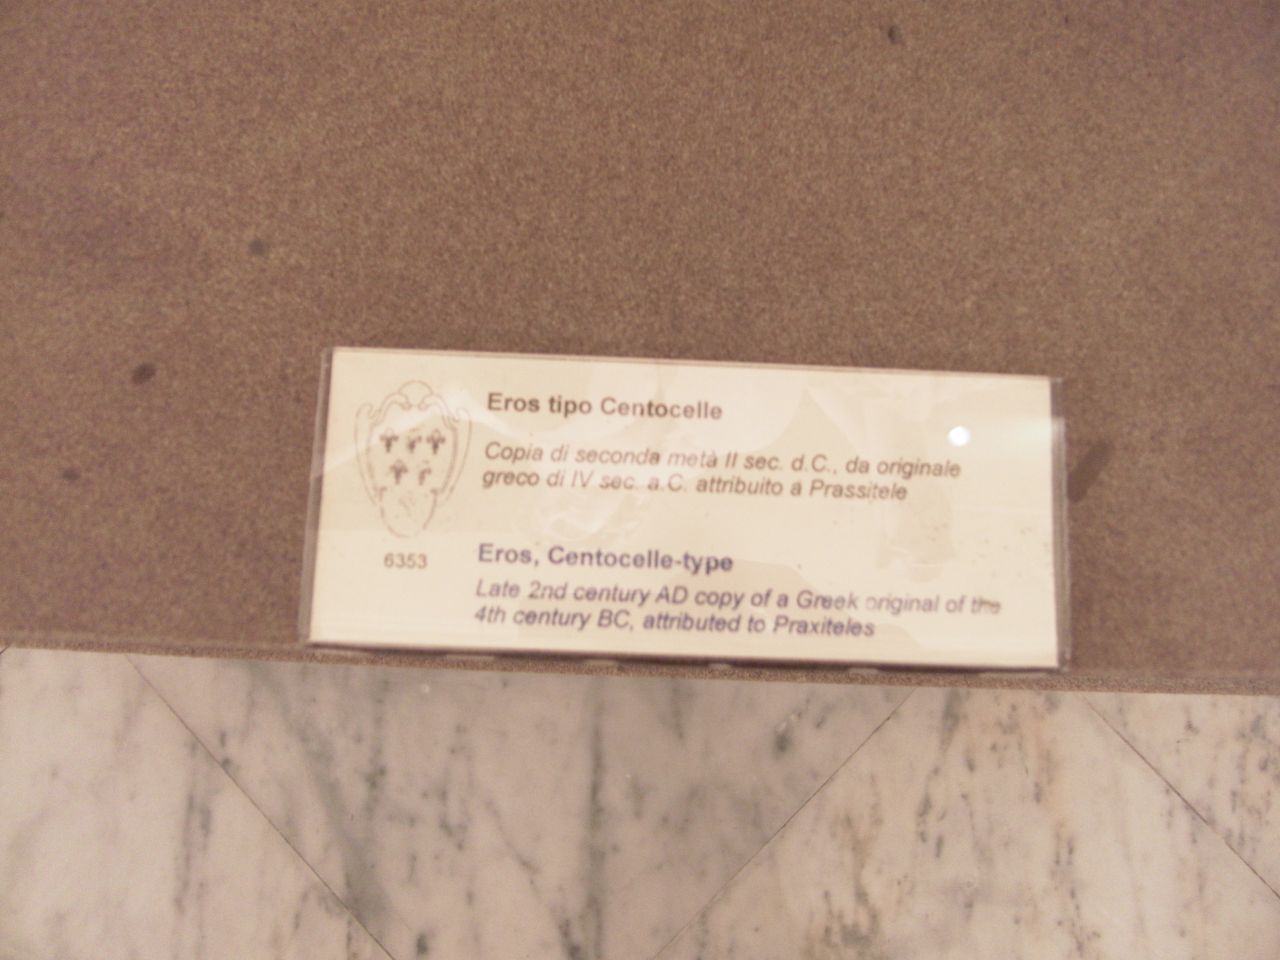 Eros tipo Centocelle
Copia di seconda metà II sec. d.C., da originale
greco di IV sec. a.C. attribuito a Prassitele
6353
Eros, Centocelle-type
Late 2nd century AD copy of a Greek original of the
4th century BC, attributed to Praxiteles